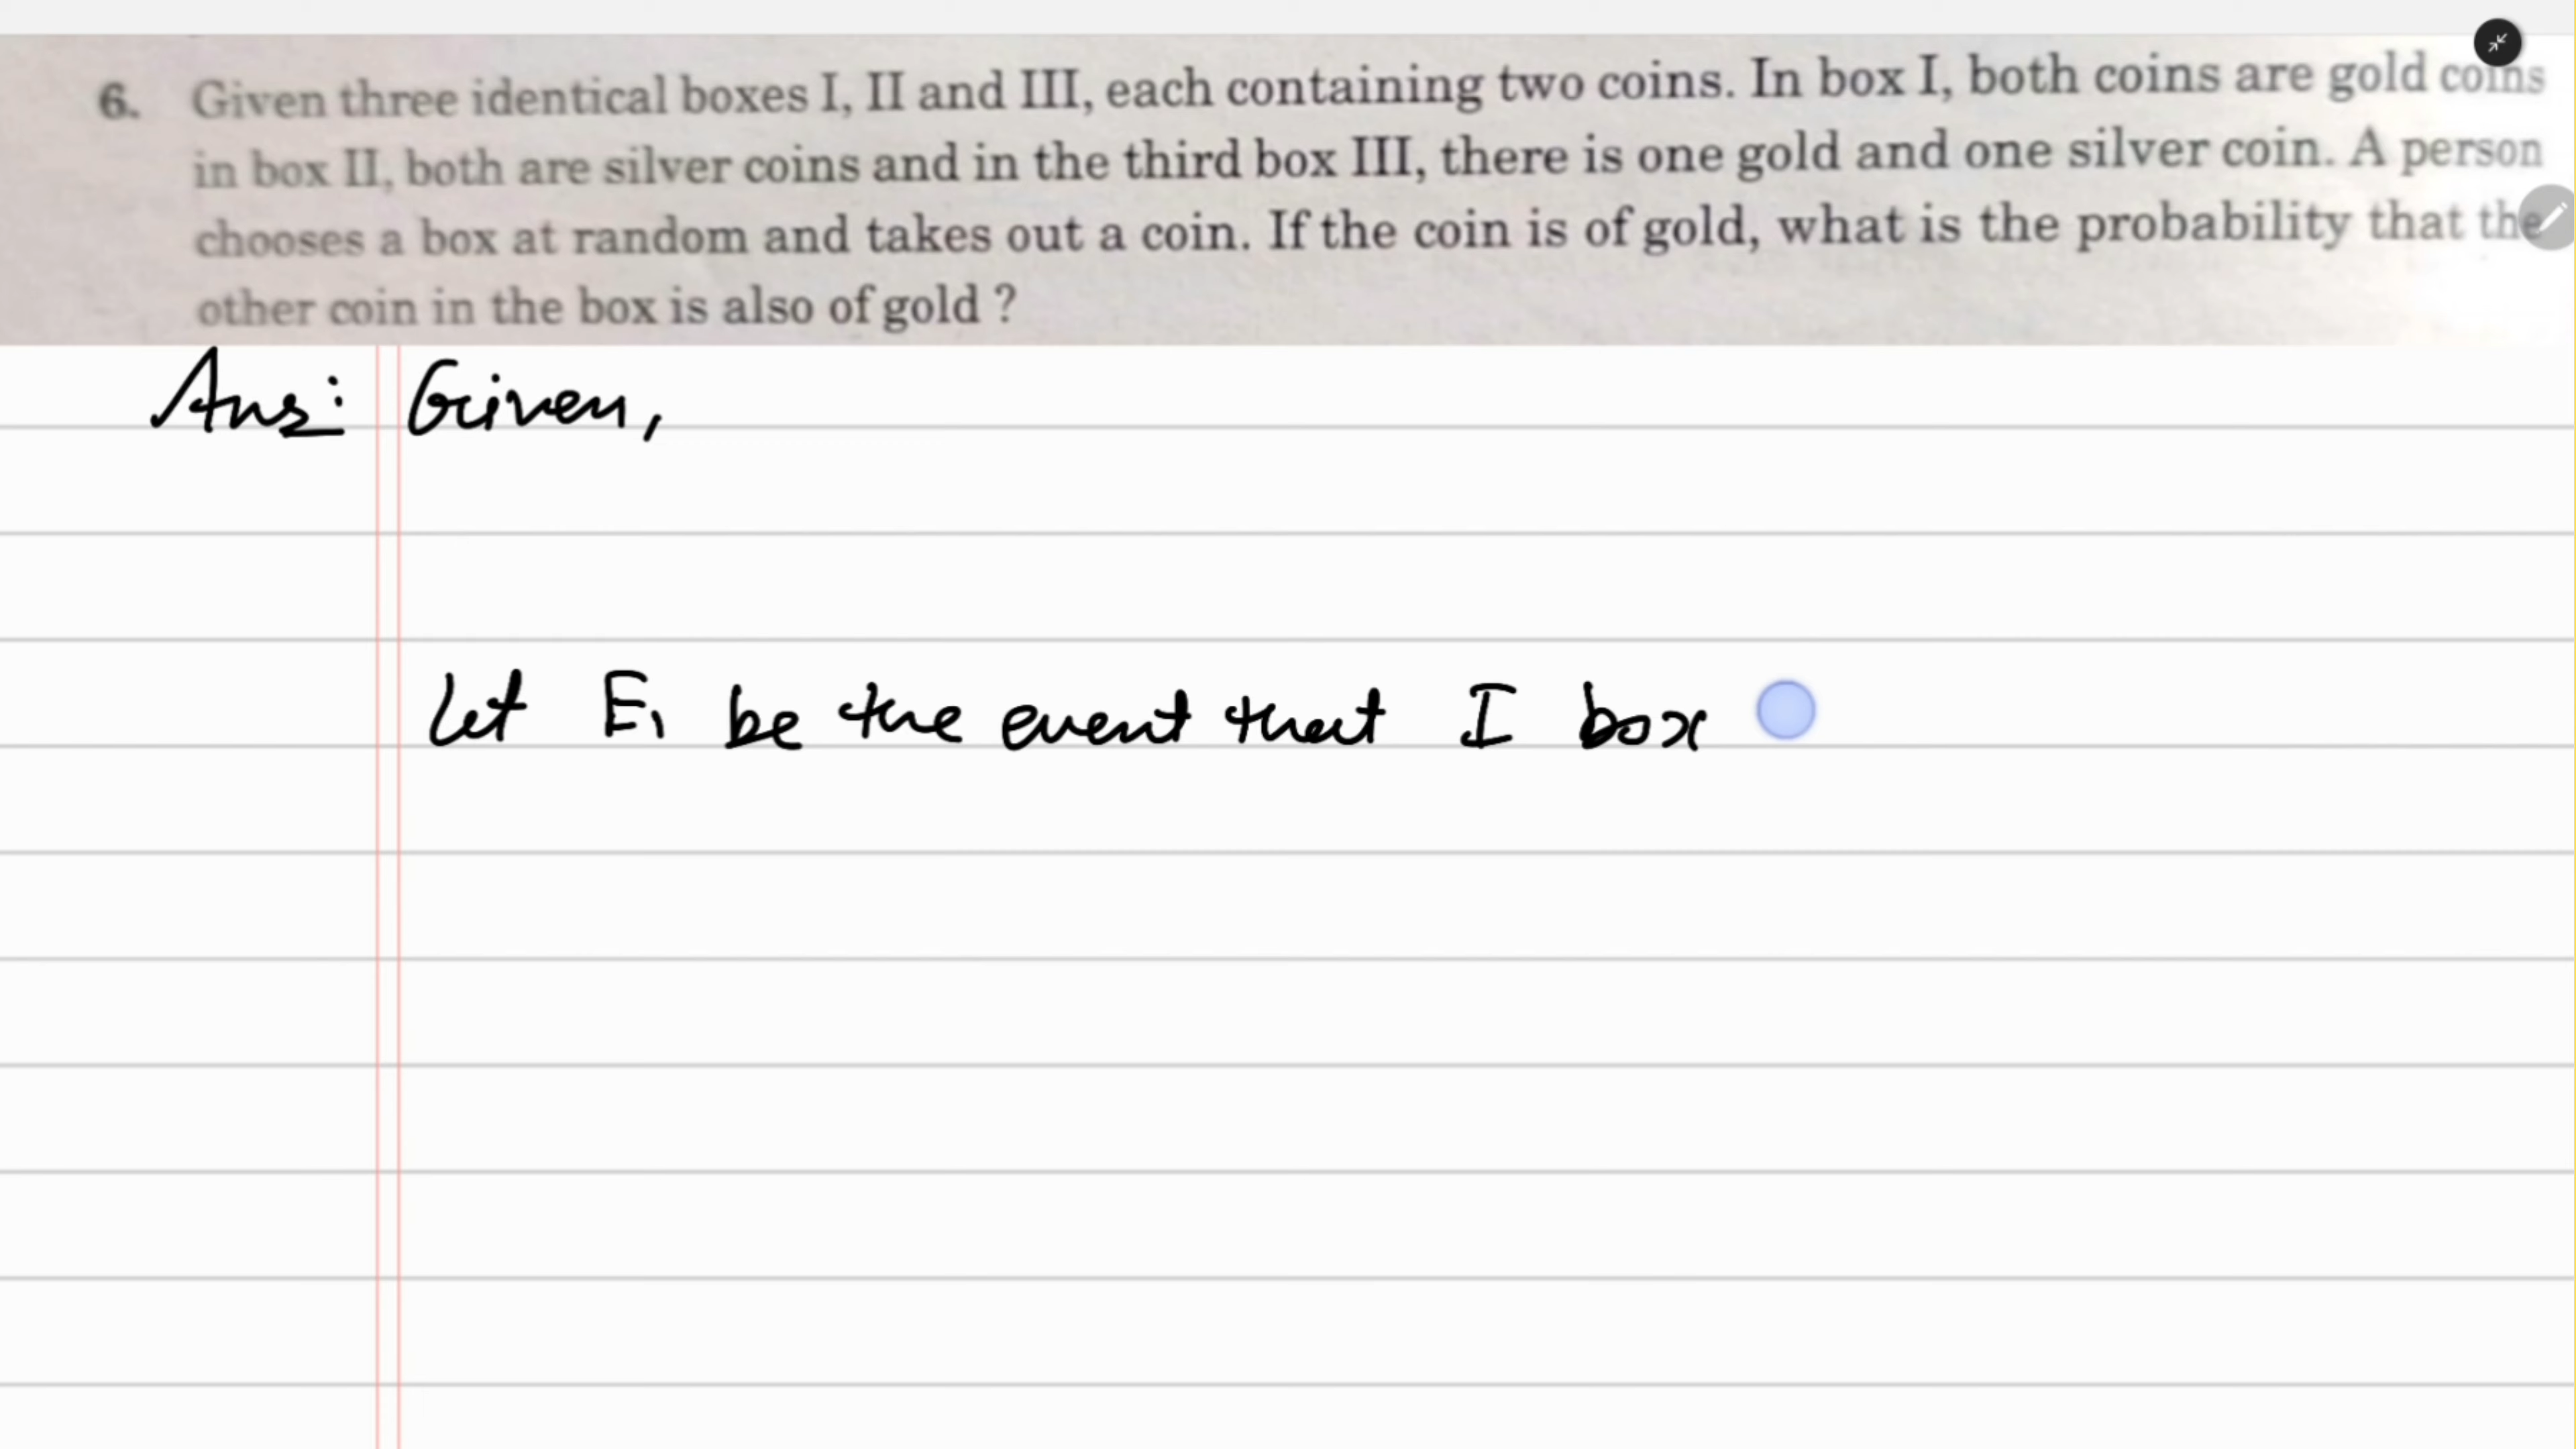 6. Given three identical boxes I, II and III, each containing two coins. In box I, both coins are gold coins
in box II, both are silver coins and in the third box III, there is one gold and one silver coin. A person
chooses a box at random and takes out a coin. If the coin is of gold, what is the probability that the
other coin in the box is also of gold ?
Ans: Given,
Let E₁ be the event that I box